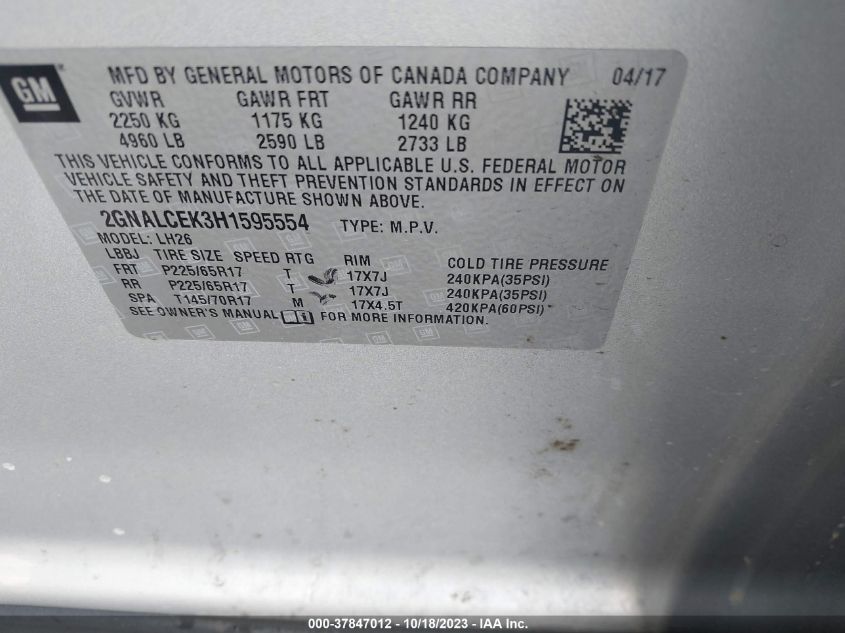 GM
MFD BY GENERAL MOTORS OF CANADA COMPANY 04/17
GVWR GAWR FRT GAWR RR
2250 KG 1175 KG 1240 KG
4960 LB 2590 LB 2733 LB
THIS VEHICLE CONFORMS TO ALL APPLICABLE U.S. FEDERAL MOTOR
VEHICLE SAFETY AND THEFT PREVENTION STANDARDS IN EFFECT ON
THE DATE OF MANUFACTURE SHOWN ABOVE.
2GNALCEK3H1595554 TYPE: M.P.V.
MODEL: LH26
LBBJ TIRE SIZE SPEED RTG RIM COLD TIRE PRESSURE
FRT P225/65R17 T 17X7J 240KPA(35PSI)
RR P225/65R17 T 17X7J 240KPA(35PSI)
SPA T145/70R17 M 17X4.5T 420KPA(60PSI)
SEE OWNER'S MANUAL FOR MORE INFORMATION.
000-37847012 - 10/18/2023 - IAA Inc.